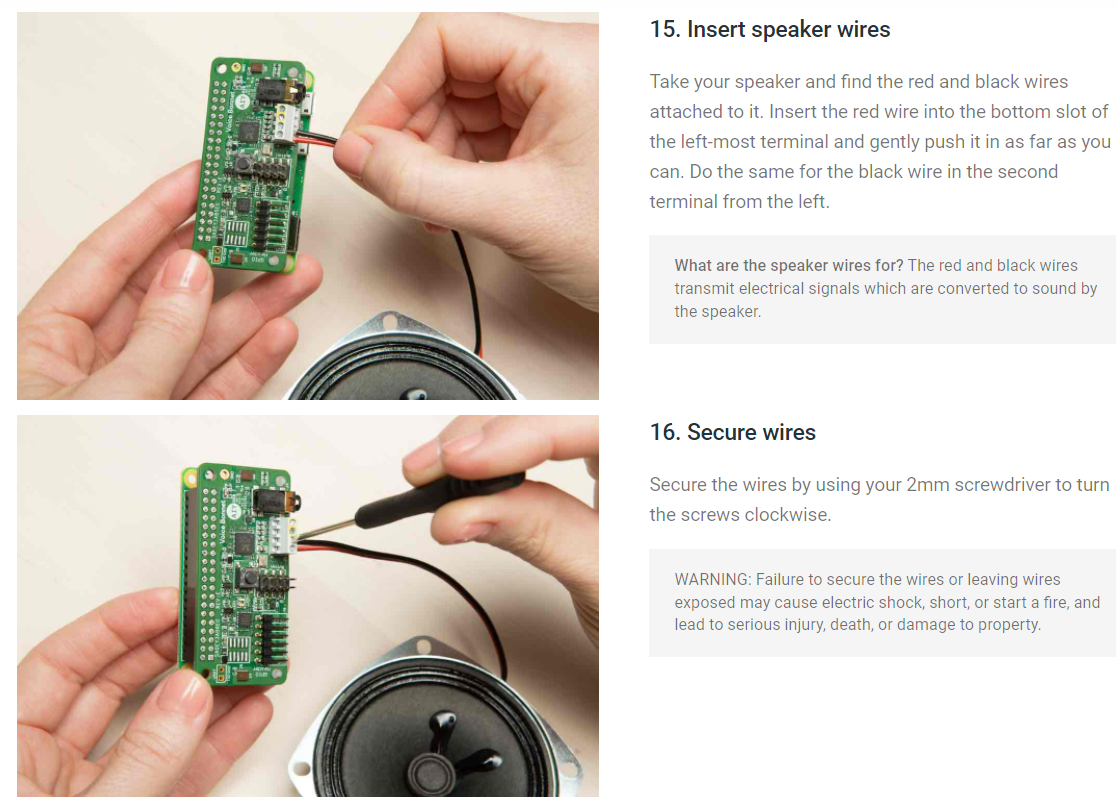 15. Insert speaker wires
Take your speaker and find the red and black wires
attached to it. Insert the red wire into the bottom slot of
the left-most terminal and gently push it in as far as you
can. Do the same for the black wire in the second
terminal from the left.
What are the speaker wires for? The red and black wires
transmit electrical signals which are converted to sound by
the speaker.
Voice Bonnet
16. Secure wires
Secure the wires by using your 2mm screwdriver to turn
the screws clockwise.
WARNING: Failure to secure the wires or leaving wires
exposed may cause electric shock, short, or start a fire, and
lead to serious injury, death, or damage to property.
Voice Bonnet